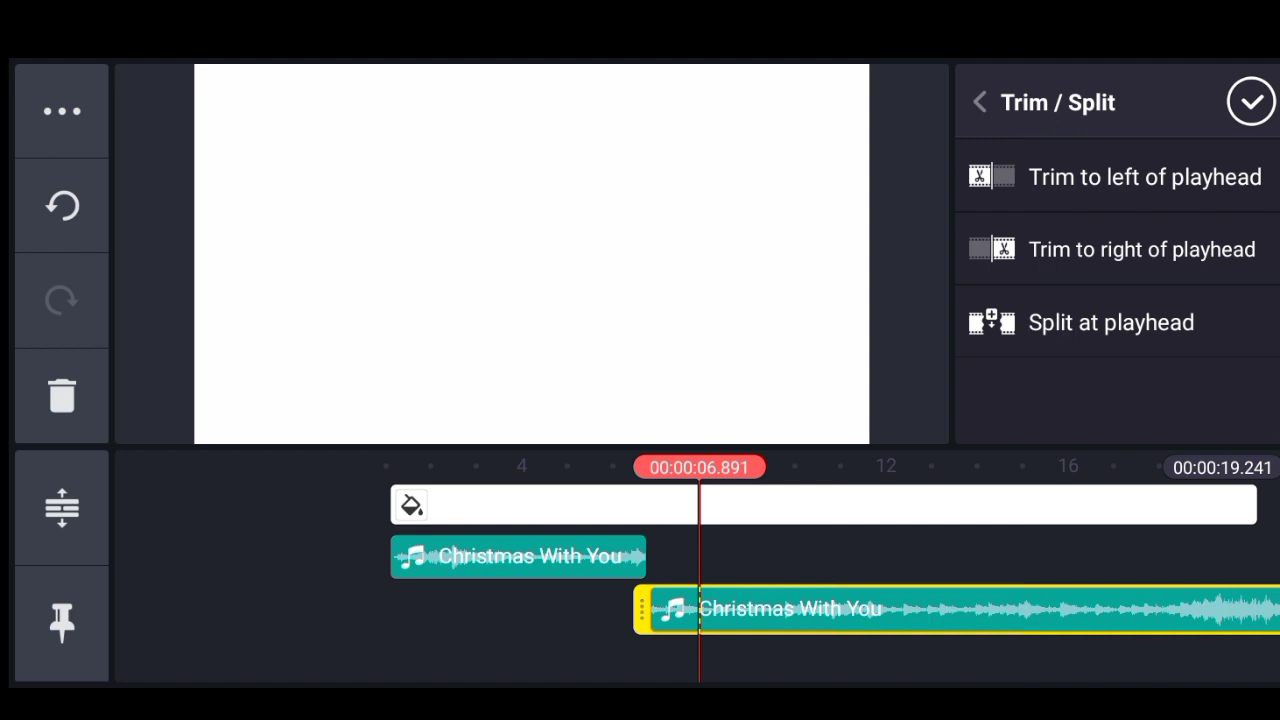 Trim / Split
Trim to left of playhead
Trim to right of playhead
Split at playhead
4
00:00:06.891
12
16
00:00:19.241
Christmas With You
Christmas With You